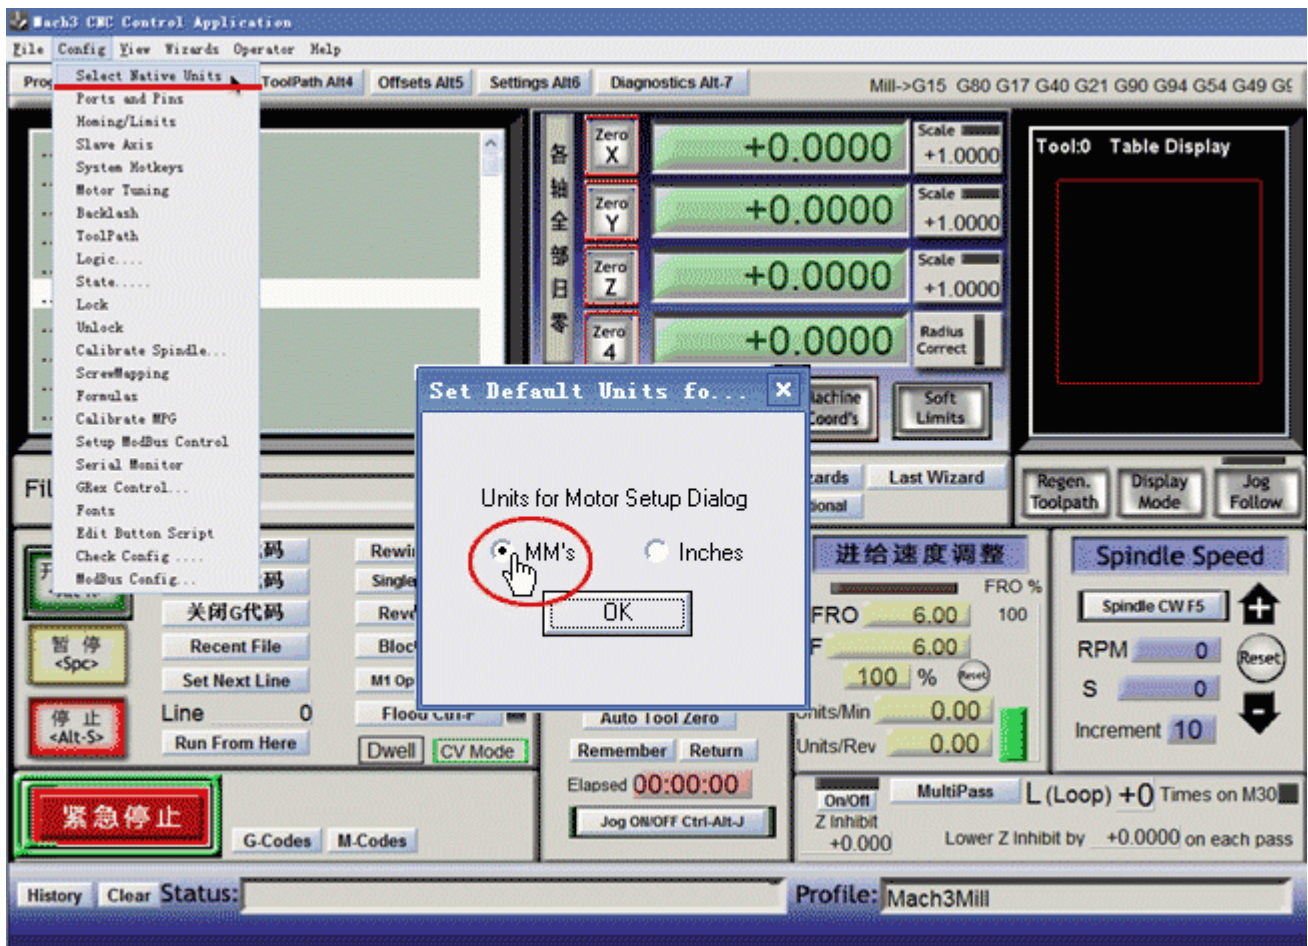 Mach3 CNC Control Application
File Config View Wizards Operator Help
Select Native Units
Ports and Pins
Homing/Limits
Slave Axis
System Hotkeys
Motor Tuning
Backlash
ToolPath
Logic....
State.....
Lock
Unlock
Calibrate Spindle...
ScrewMapping
Formulas
Calibrate MPG
Setup ModBus Control
Serial Monitor
GRex Control...
Fonts
Edit Button Script
Check Config ....
ModBus Config...
ToolPath Alt4 Offsets Alt5 Settings Alt6 Diagnostics Alt-7
Mill->G15 G80 G17 G40 G21 G90 G94 G54 G49
各轴全部归零
Zero X +0.0000 Scale +1.0000
Zero Y +0.0000 Scale +1.0000
Zero Z +0.0000 Scale +1.0000
Zero 4 +0.0000 Radius Correct
Coord's
Soft Limits
Tool:0 Table Display
Last Wizard
Regen. Toolpath
Display Mode
Jog Follow
Set Default Units fo...
Units for Motor Setup Dialog
MM's Inches
OK
关闭G代码
Recent File
Set Next Line
Line 0
Run From Here
暂 停
<Spc>
停 止
<Alt-S>
Dwell CV Mode
Auto Tool Zero
Remember Return
Elapsed 00:00:00
Jog ON/OFF Ctrl-Alt-J
紧急停止
G-Codes M-Codes
进给速度调整
FRO %
FRO 6.00 100
F 6.00
100 % Reset
Units/Min 0.00
Units/Rev 0.00
Spindle Speed
Spindle CW F5
RPM 0
Reset
S 0
Increment 10
On/Off
Z Inhibit
+0.000
MultiPass L (Loop) +0 Times on M30
Lower Z Inhibit by +0.0000 on each pass
History Clear Status:
Profile: Mach3Mill